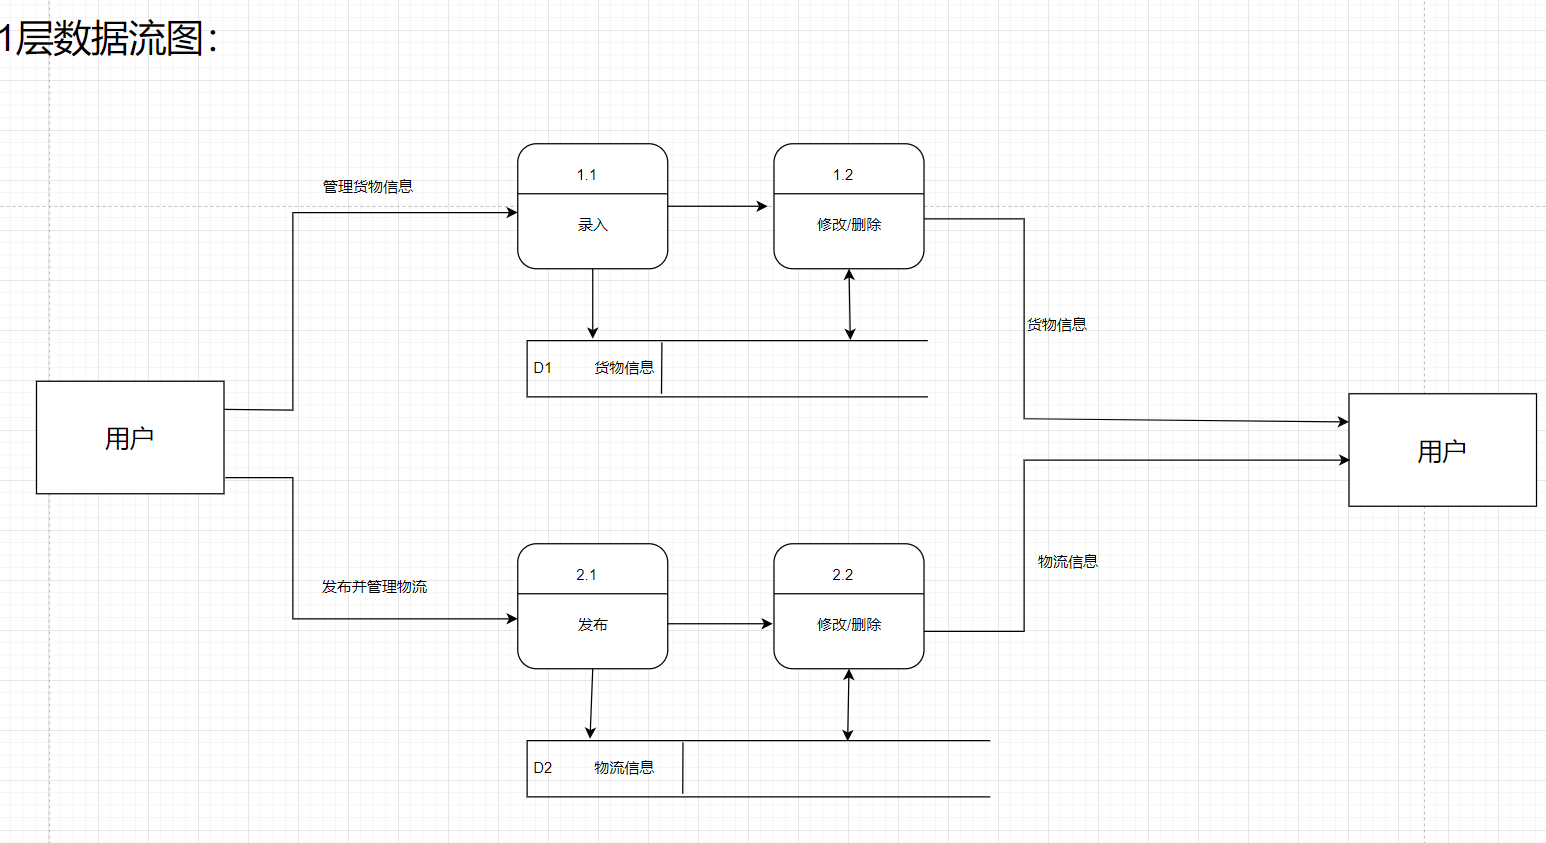 1层数据流图：
管理货物信息
1.1
录入
1.2
修改/删除
货物信息
D1 货物信息
用户
用户
发布并管理物流
2.1
发布
2.2
修改/删除
物流信息
D2 物流信息